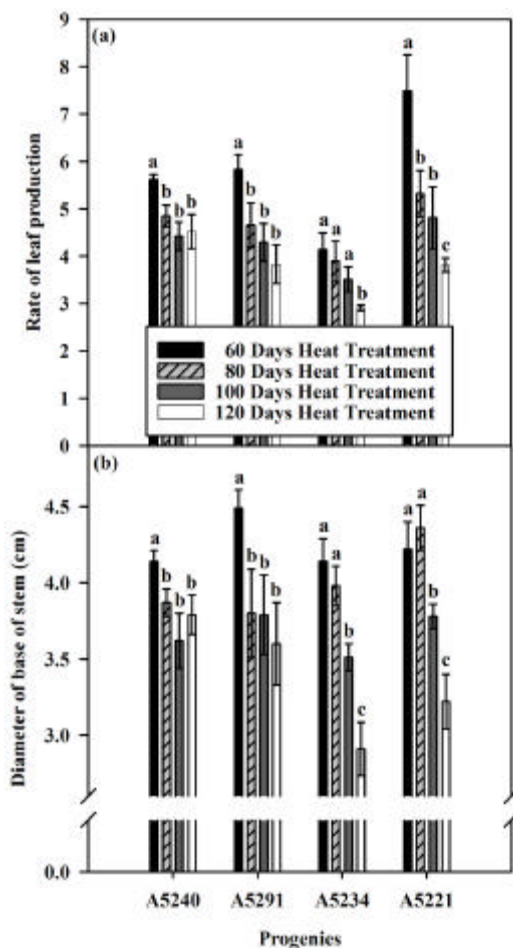 9
(a)
a
8
7
a
a
6
b
b
b
b
b
a
a
5
b
b
b
a
c
4
b
3
60 Days Heat Treatment
80 Days Heat Treatment
100 Days Heat Treatment
120 Days Heat Treatment
2
1
0
Rate of leaf production
(b)
a
a
a
4.5
a
a
a
b
b
b
b
b
b
4.0
b
b
3.5
c
c
3.0
0.0
Diameter of base of stem (cm)
A5240 A5291 A5234 A5221
Progenies